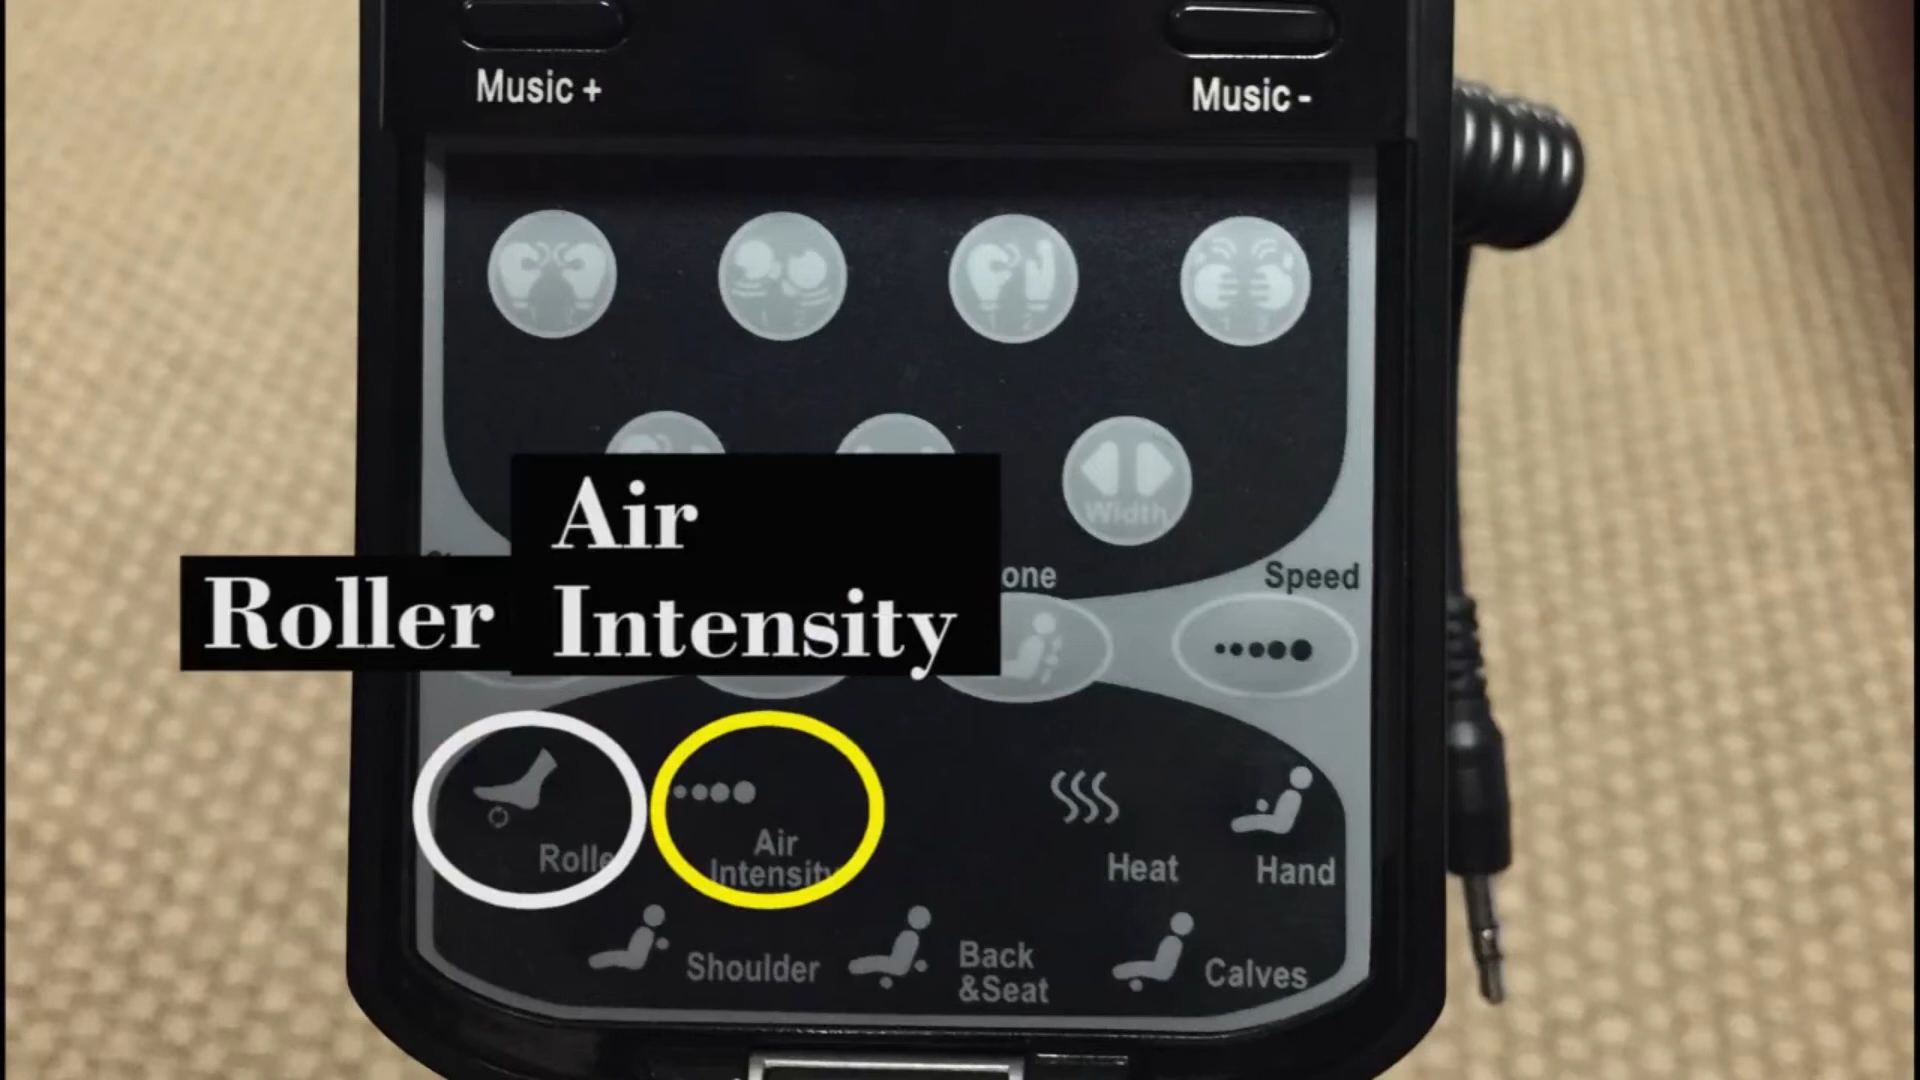 Music +
Music -
Width
Air
Intensity
Roller
one
Speed
Rolle
Air
Intensity
Heat
Hand
Shoulder
Back
&Seat
Calves